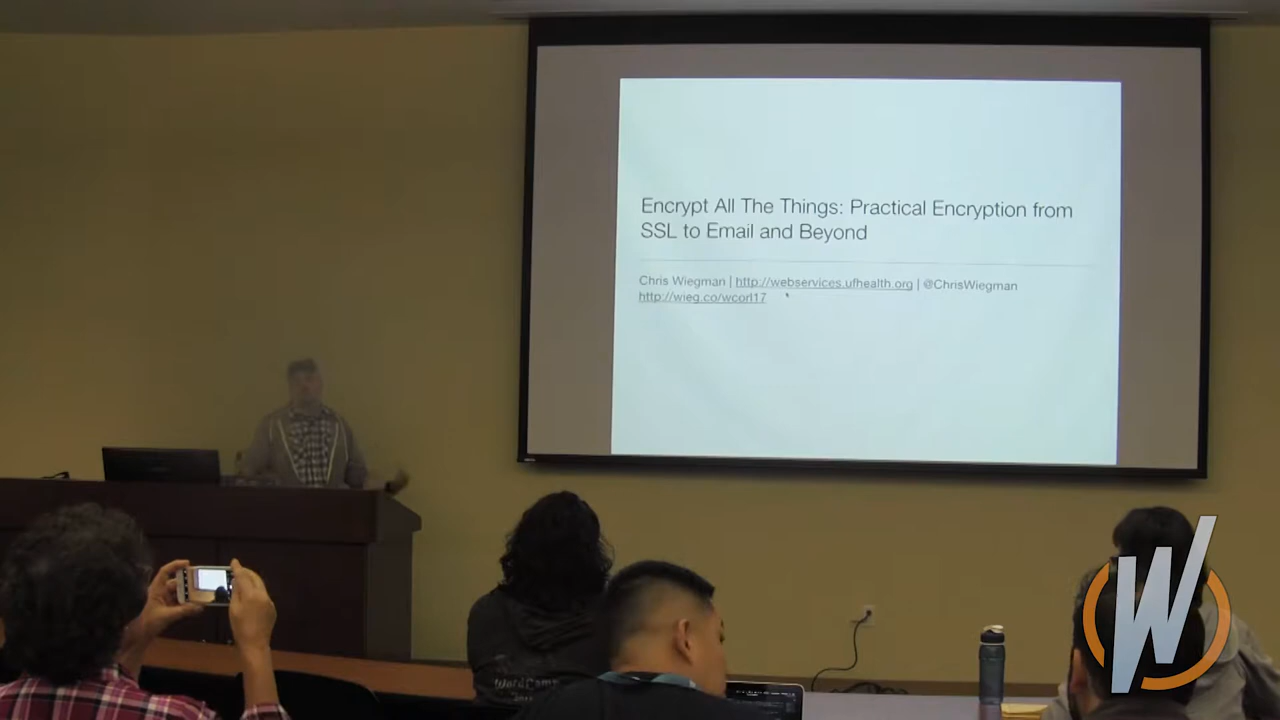 Encrypt All The Things: Practical Encryption from
SSL to Email and Beyond
Chris Wiegman | http://webservices.ufhealth.org | @ChrisWiegman
http://wieg.co/wcorl17
WordCamp
W